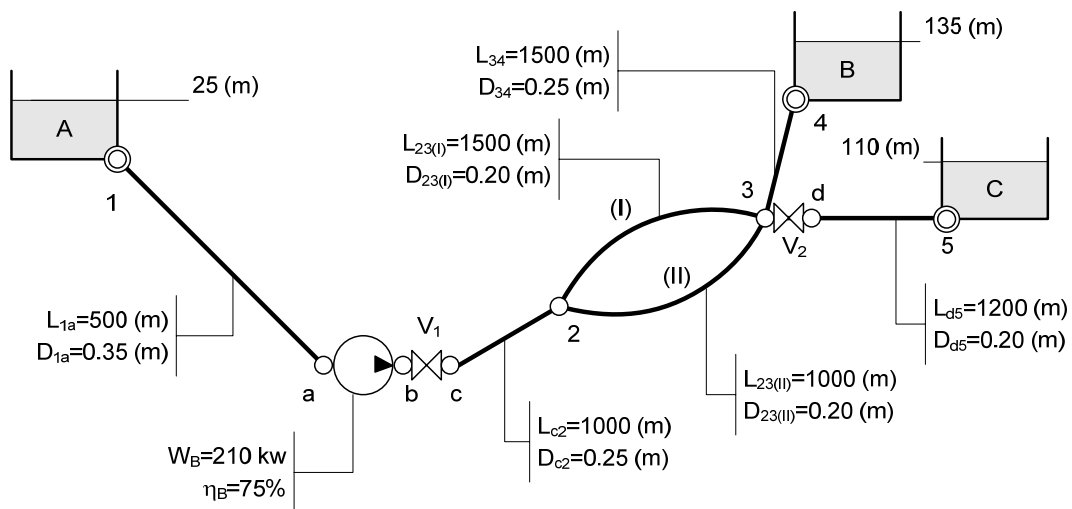 25 (m)
A
1
L1a=500 (m)
D1a=0.35 (m)
a
b
V1
c
WB=210 kw
ηB=75%
Lc2=1000 (m)
Dc2=0.25 (m)
2
L34=1500 (m)
D34=0.25 (m)
L23(I)=1500 (m)
D23(I)=0.20 (m)
(I)
(II)
L23(II)=1000 (m)
D23(II)=0.20 (m)
3
d
V2
135 (m)
B
4
110 (m)
C
5
Ld5=1200 (m)
Dd5=0.20 (m)